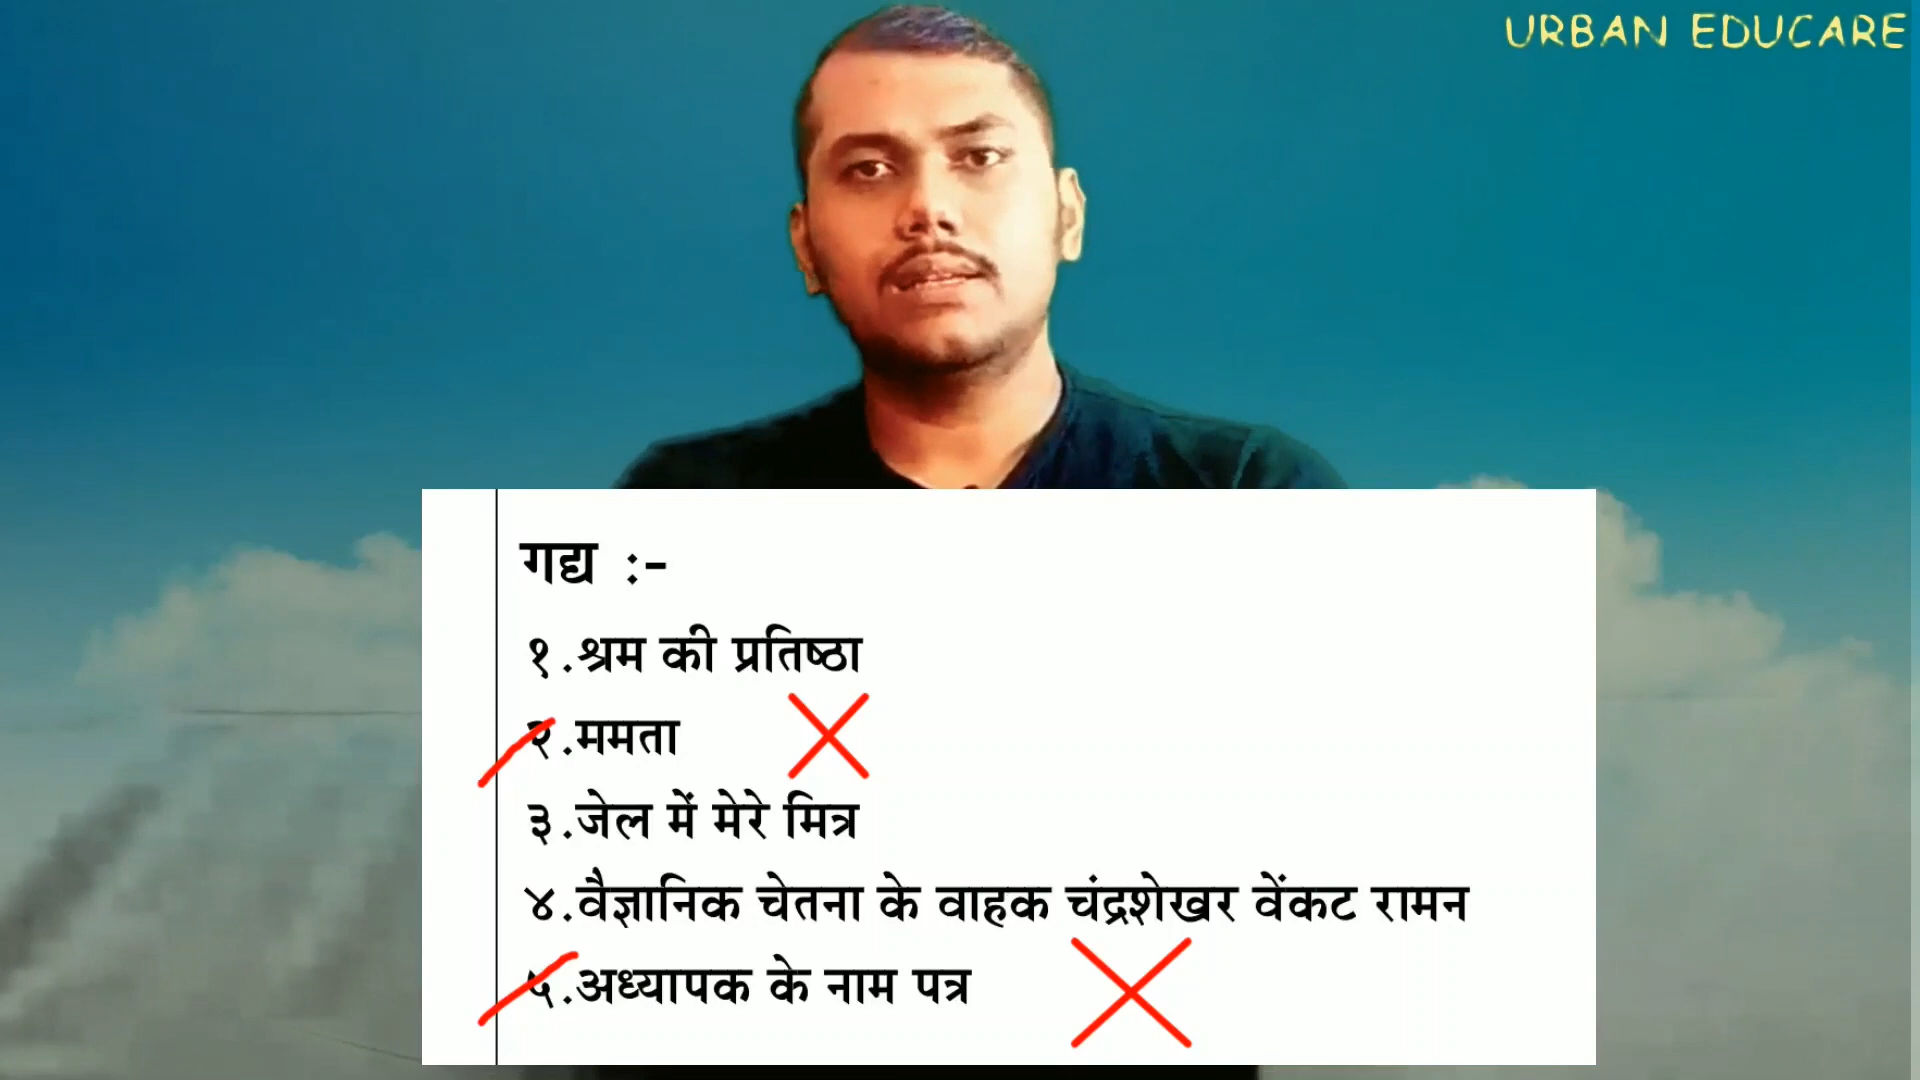 URBAN EDUCARE
गद्य :-
१.श्रम की प्रतिष्ठा
२.ममता
३.जेल में मेरे मित्र
४.वैज्ञानिक चेतना के वाहक चंद्रशेखर वेंकट रामन
५.अध्यापक के नाम पत्र